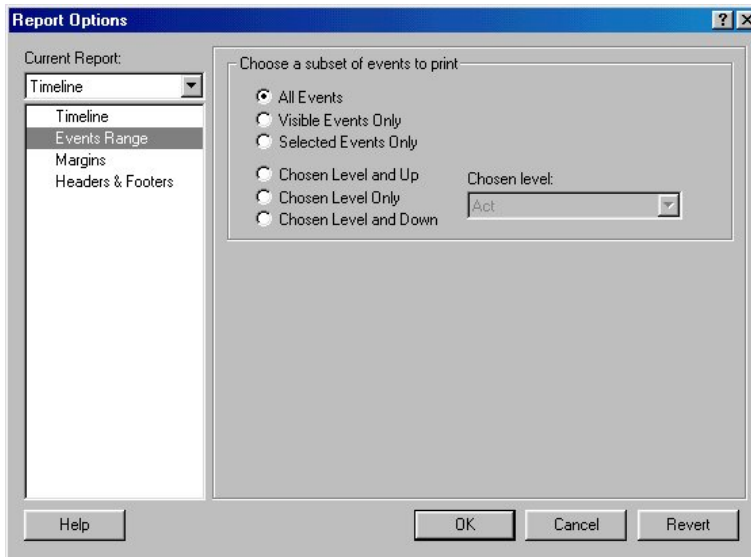 Report Options
Current Report:
Timeline
Timeline
Events Range
Margins
Headers & Footers
Choose a subset of events to print
All Events
Visible Events Only
Selected Events Only
Chosen Level and Up
Chosen Level Only
Chosen Level and Down
Chosen level:
Act
Help
OK
Cancel
Revert